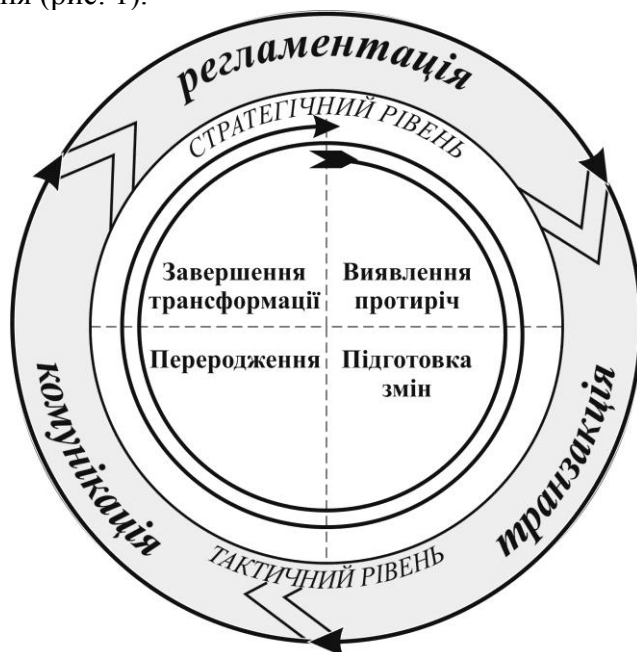 ня (рис. 1).
регламентація
СТРАТЕГІЧНИЙ РІВЕНЬ
Завершення
трансформації
Виявлення
протиріч
Переродження
Підготовка
змін
комунікація
транзакція
ТАКТИЧНИЙ РІВЕНЬ